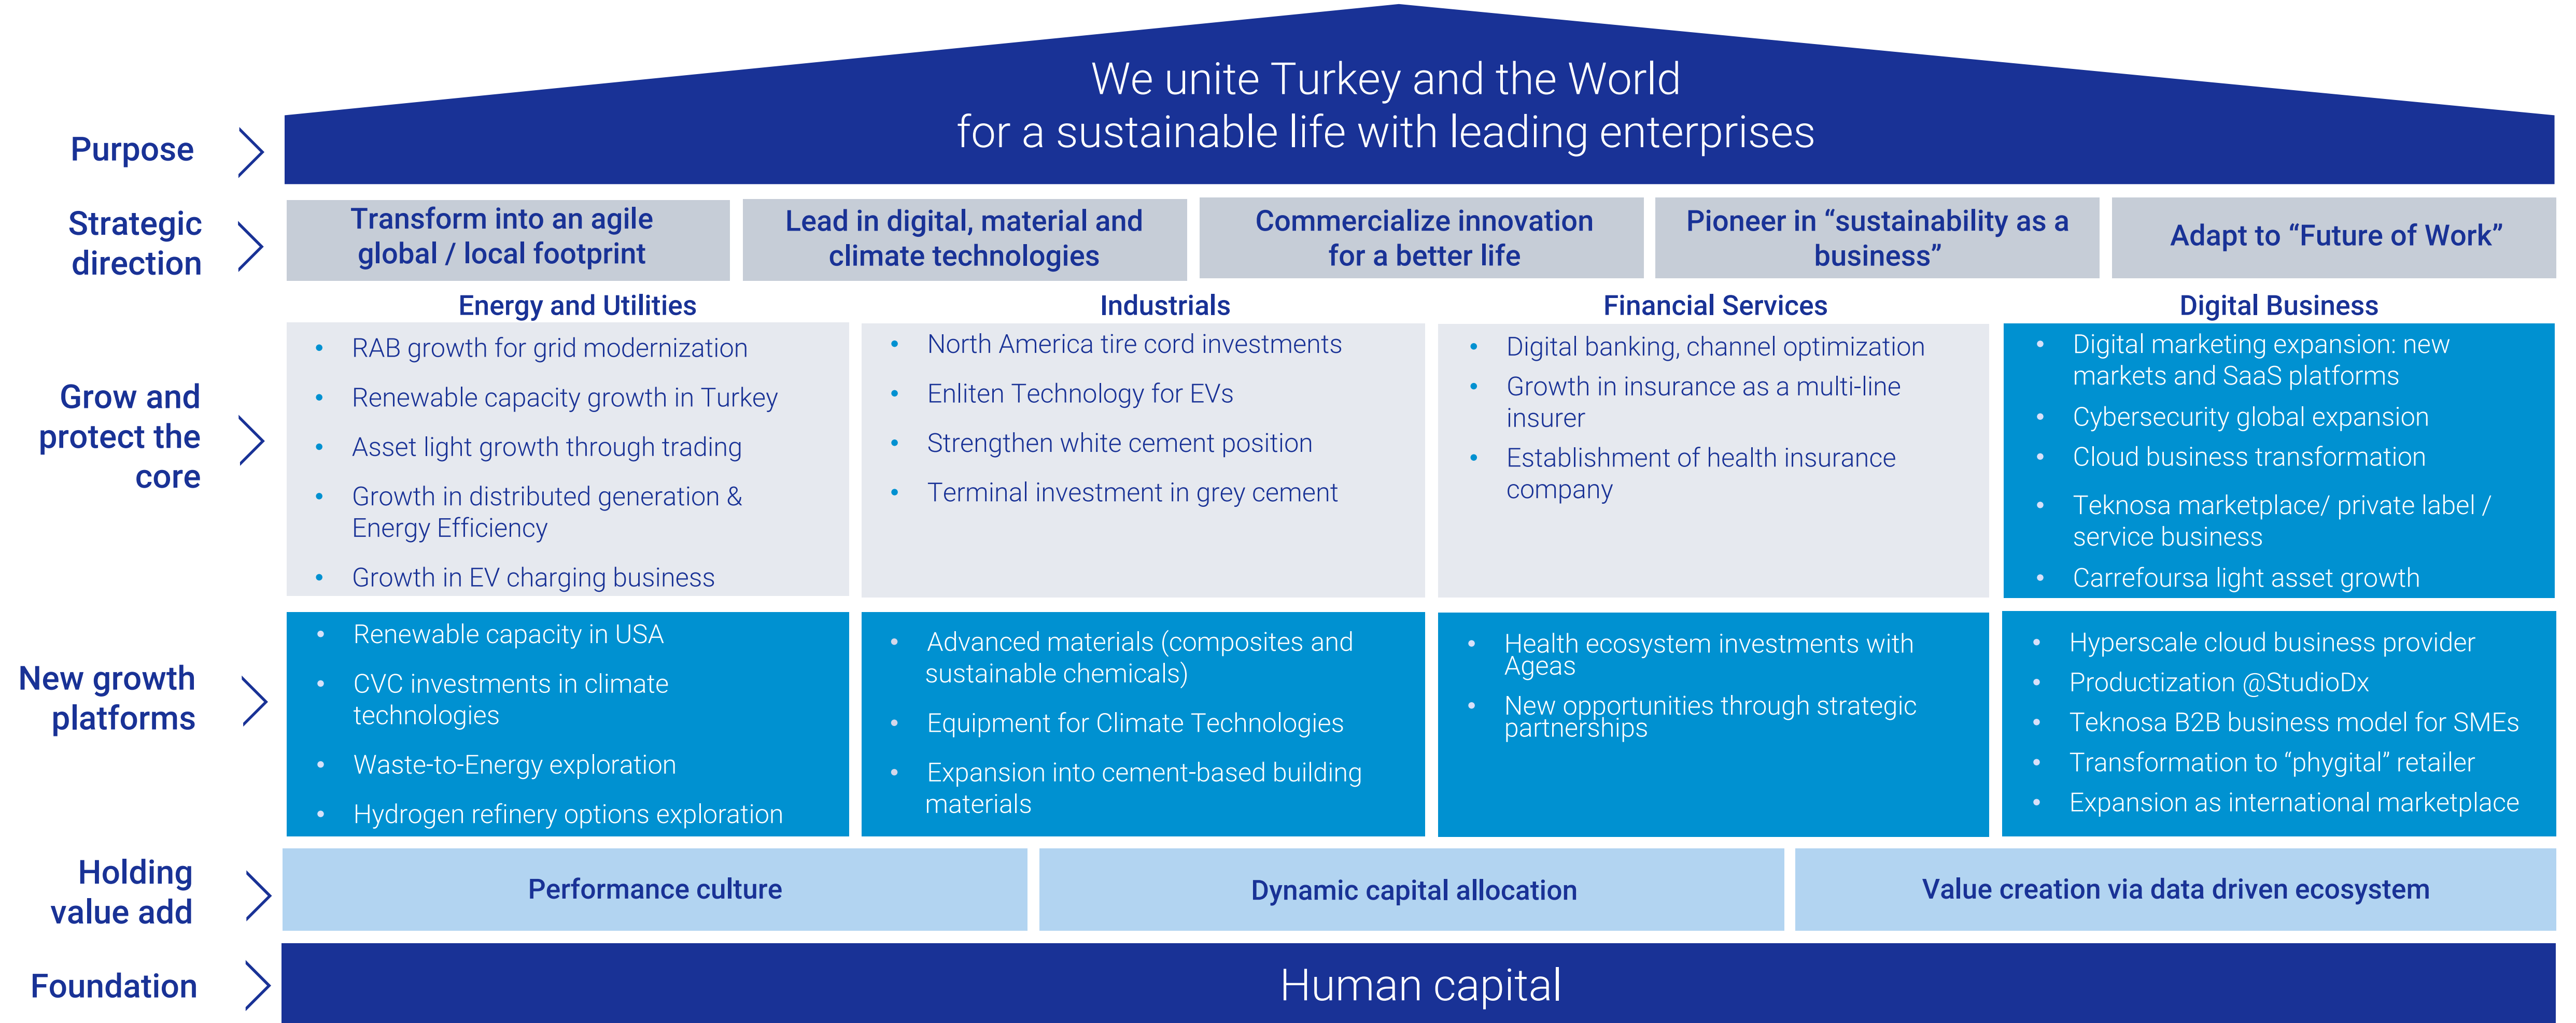 We unite Turkey and the World
for a sustainable life with leading enterprises
Purpose
Strategic
direction
Transform into an agile
global / local footprint
Lead in digital, material and
climate technologies
Commercialize innovation
for a better life
Pioneer in “sustainability as a
business”
Adapt to “Future of Work”
Energy and Utilities
Industrials
Financial Services
Digital Business
Grow and
protect the
core
• RAB growth for grid modernization
• Renewable capacity growth in Turkey
• Asset light growth through trading
• Growth in distributed generation &
Energy Efficiency
• Growth in EV charging business
• North America tire cord investments
• Enliten Technology for EVs
• Strengthen white cement position
• Terminal investment in grey cement
• Digital banking, channel optimization
• Growth in insurance as a multi-line
insurer
• Establishment of health insurance
company
• Digital marketing expansion: new
markets and SaaS platforms
• Cybersecurity global expansion
• Cloud business transformation
• Teknosa marketplace/ private label /
service business
• Carrefoursa light asset growth
New growth
platforms
• Renewable capacity in USA
• CVC investments in climate
technologies
• Waste-to-Energy exploration
• Hydrogen refinery options exploration
• Advanced materials (composites and
sustainable chemicals)
• Equipment for Climate Technologies
• Expansion into cement-based building
materials
• Health ecosystem investments with
Ageas
• New opportunities through strategic
partnerships
• Hyperscale cloud business provider
• Productization @StudioDx
• Teknosa B2B business model for SMEs
• Transformation to “phygital” retailer
• Expansion as international marketplace
Holding
value add
Performance culture
Dynamic capital allocation
Value creation via data driven ecosystem
Foundation
Human capital